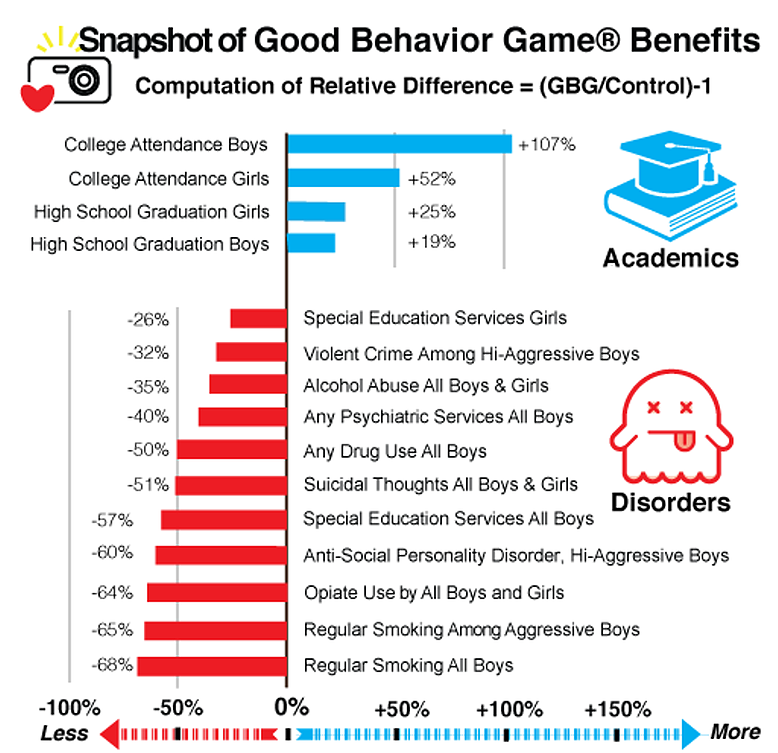 Snapshot of Good Behavior Game® Benefits
Computation of Relative Difference = (GBG/Control)-1
College Attendance Boys +107%
College Attendance Girls +52%
High School Graduation Girls +25%
High School Graduation Boys +19%
Academics
-26% Special Education Services Girls
-32% Violent Crime Among Hi-Aggressive Boys
-35% Alcohol Abuse All Boys & Girls
-40% Any Psychiatric Services All Boys
-50% Any Drug Use All Boys
-51% Suicidal Thoughts All Boys & Girls
Disorders
-57% Special Education Services All Boys
-60% Anti-Social Personality Disorder, Hi-Aggressive Boys
-64% Opiate Use by All Boys and Girls
-65% Regular Smoking Among Aggressive Boys
-68% Regular Smoking All Boys
-100% -50% 0% +50% +100% +150%
Less More